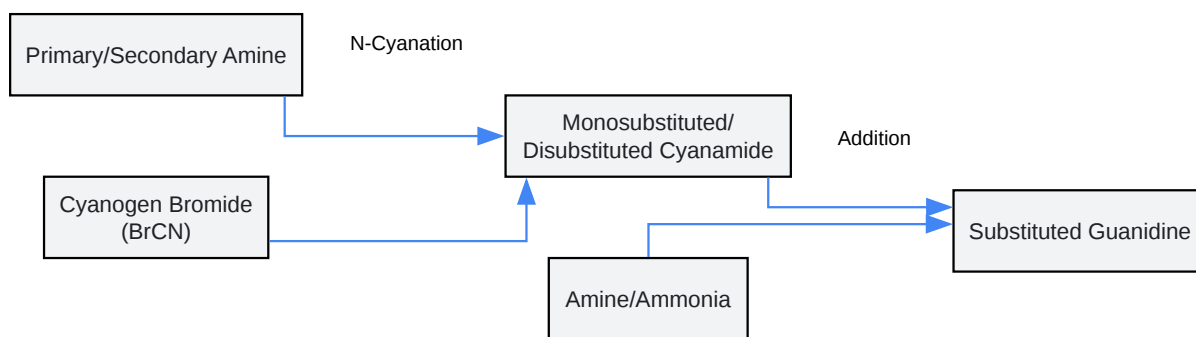 Primary/Secondary Amine
N-Cyanation
Monosubstituted/
Disubstituted Cyanamide
Addition
Cyanogen Bromide
(BrCN)
Substituted Guanidine
Amine/Ammonia